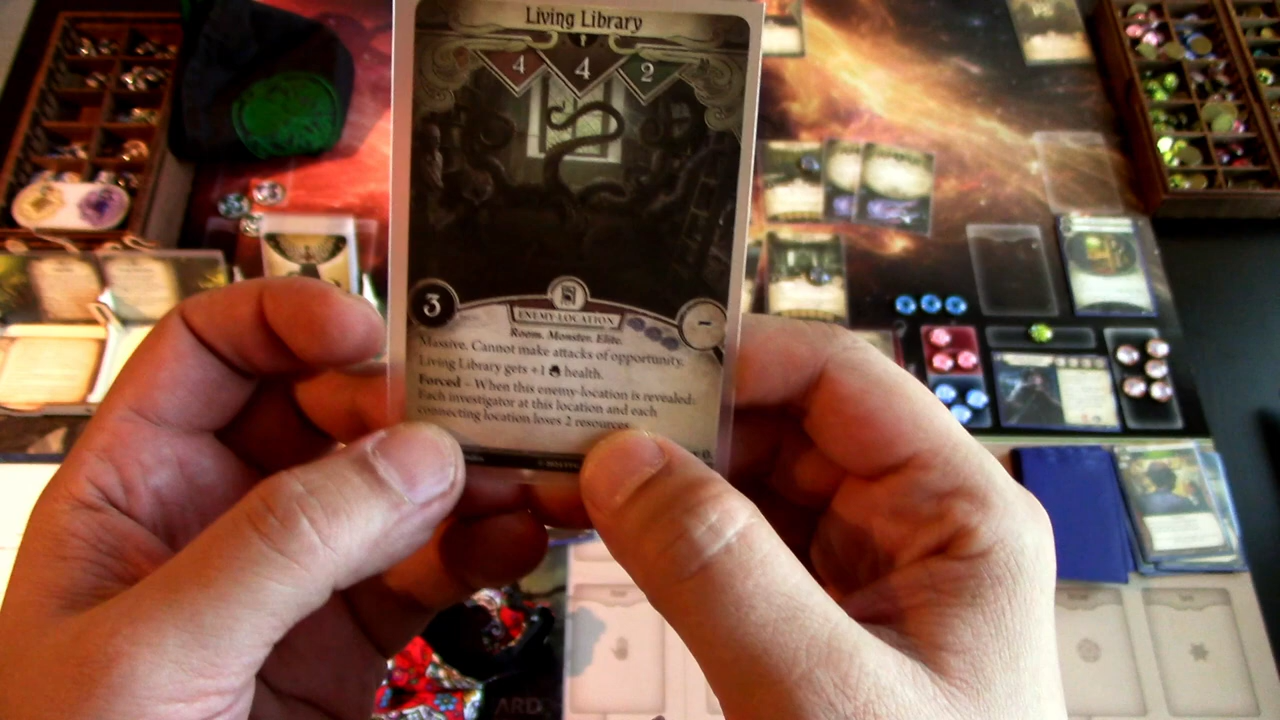 Living Library
4 4 2
3
ENEMY-LOCATION
–
Room. Monster. Elite.
Massive. Cannot make attacks of opportunity.
Living Library gets +1 health.
Forced – When this enemy-location is revealed:
Each investigator at this location and each
connecting location loses 2 resources
ARD